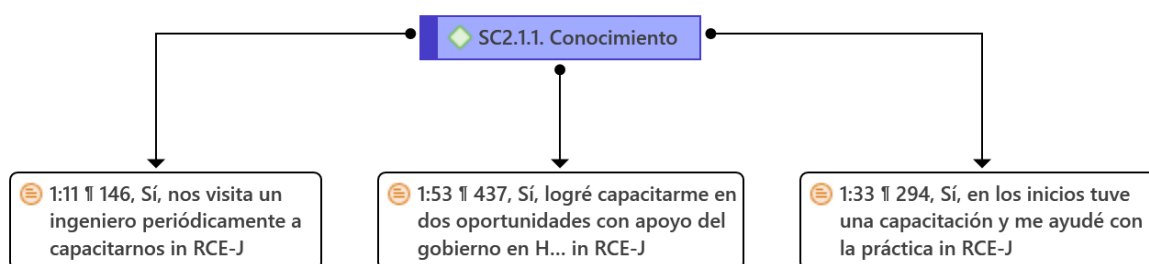 SC2.1.1. Conocimiento
1:11 ¶ 146, Sí, nos visita un
ingeniero periódicamente a
capacitarnos in RCE-J
1:53 ¶ 437, Sí, logré capacitarme en
dos oportunidades con apoyo del
gobierno en H... in RCE-J
1:33 ¶ 294, Sí, en los inicios tuve
una capacitación y me ayudé con
la práctica in RCE-J